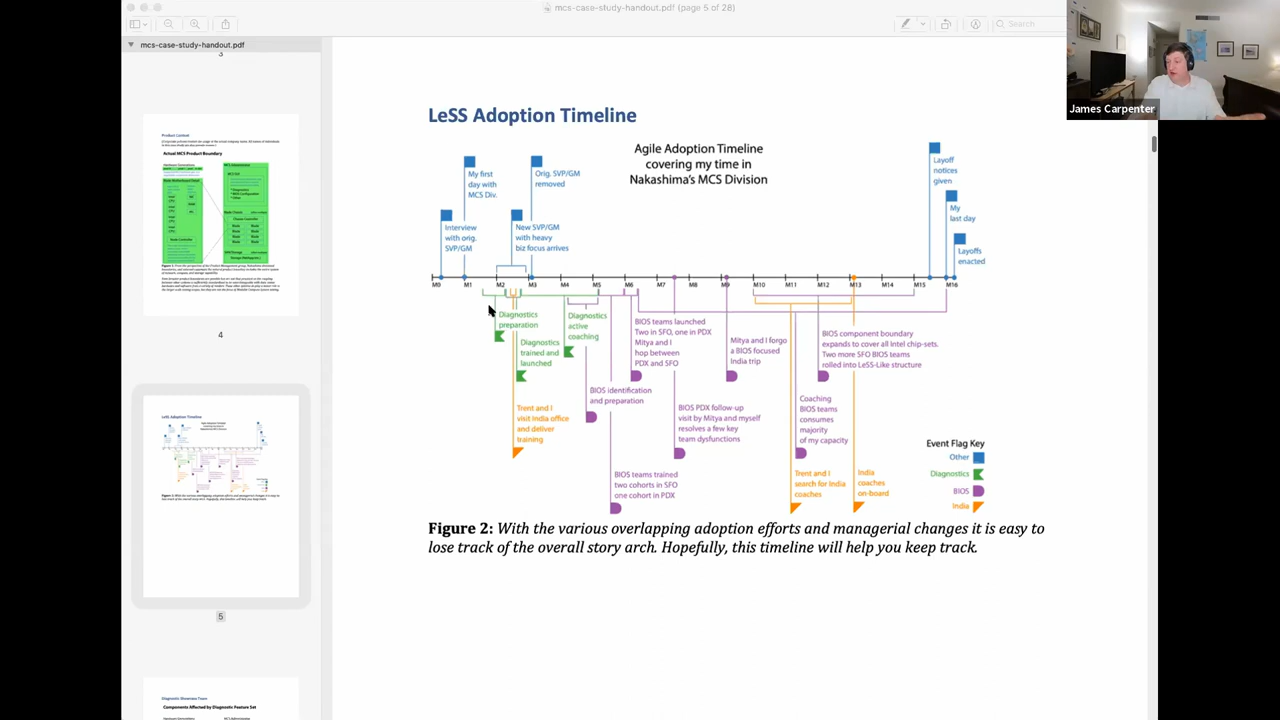 mcs-case-study-handout.pdf (page 5 of 28)
Search
mcs-case-study-handout.pdf
3
Product Context
Actual MCS Product Boundary
4
LeSS Adoption Timeline
5
Diagnostic Showcase Team
Components Affected by Diagnostic Feature Set
James Carpenter
LeSS Adoption Timeline
Agile Adoption Timeline
covering my time in
Nakashima's MCS Division
My first
day with
MCS Div.
Orig. SVP/GM
removed
Layoff
notices
given
Interview
with orig.
SVP/GM
New SVP/GM
with heavy
biz focus arrives
My
last day
Layoffs
enacted
M0 M1 M2 M3 M4 M5 M6 M7 M8 M9 M10 M11 M12 M13 M14 M15 M16
Diagnostics
preparation
Diagnostics
trained and
launched
Diagnostics
active
coaching
BIOS teams launched
Two in SFO, one in PDX
Mitya and I
hop between
PDX and SFO
Mitya and I forgo
a BIOS focused
India trip
BIOS component boundary
expands to cover all Intel chip-sets.
Two more SFO BIOS teams
rolled into LeSS-Like structure
BIOS identification
and preparation
Trent and I
visit India office
and deliver
training
BIOS PDX follow-up
visit by Mitya and myself
resolves a few key
team dysfunctions
Coaching
BIOS teams
consumes
majority
of my capacity
BIOS teams trained
two cohorts in SFO
one cohort in PDX
Trent and I
search for India
coaches
India
coaches
on-board
Event Flag Key
Other
Diagnostics
BIOS
India
Figure 2: With the various overlapping adoption efforts and managerial changes it is easy to
lose track of the overall story arch. Hopefully, this timeline will help you keep track.